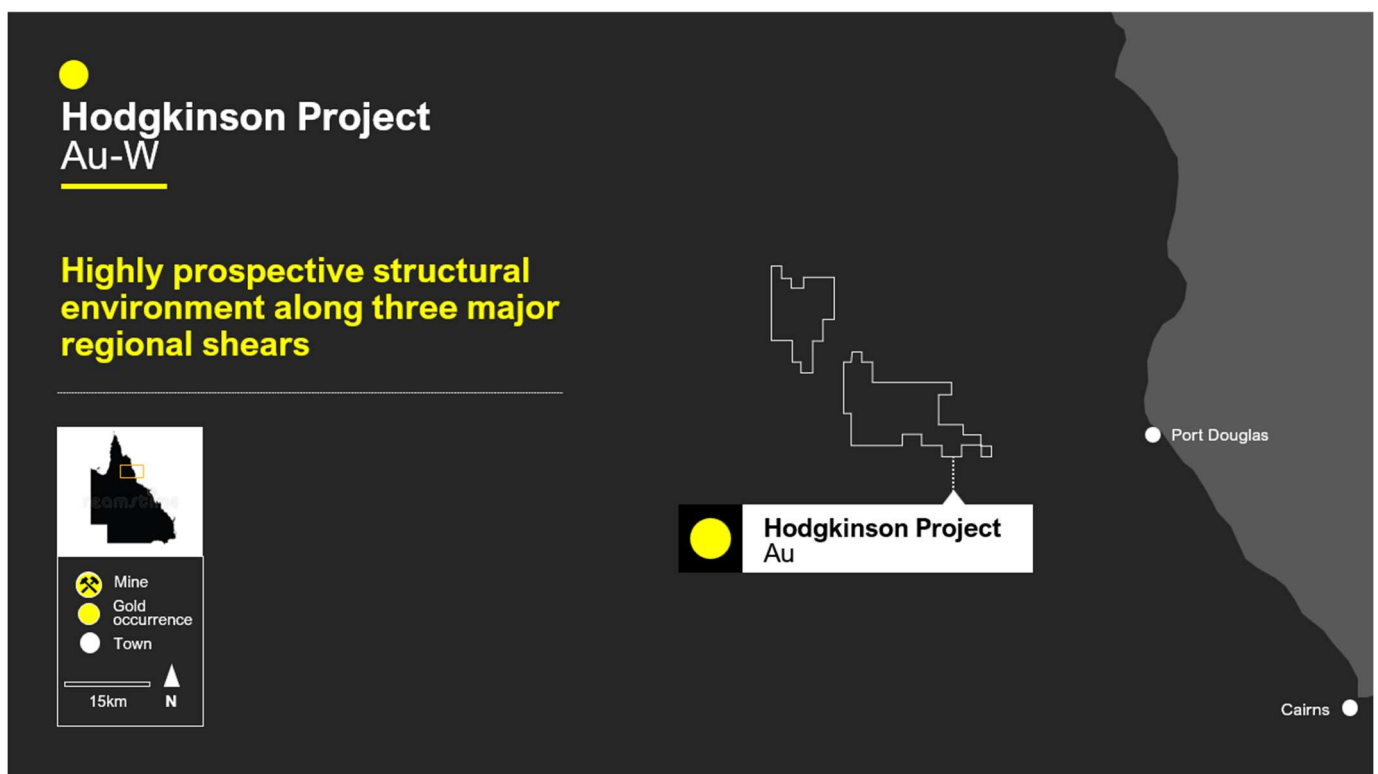 Hodgkinson Project
Au-W
Highly prospective structural
environment along three major
regional shears
Mine
Gold
occurrence
Town
15km
N
Port Douglas
Hodgkinson Project
Au
Cairns